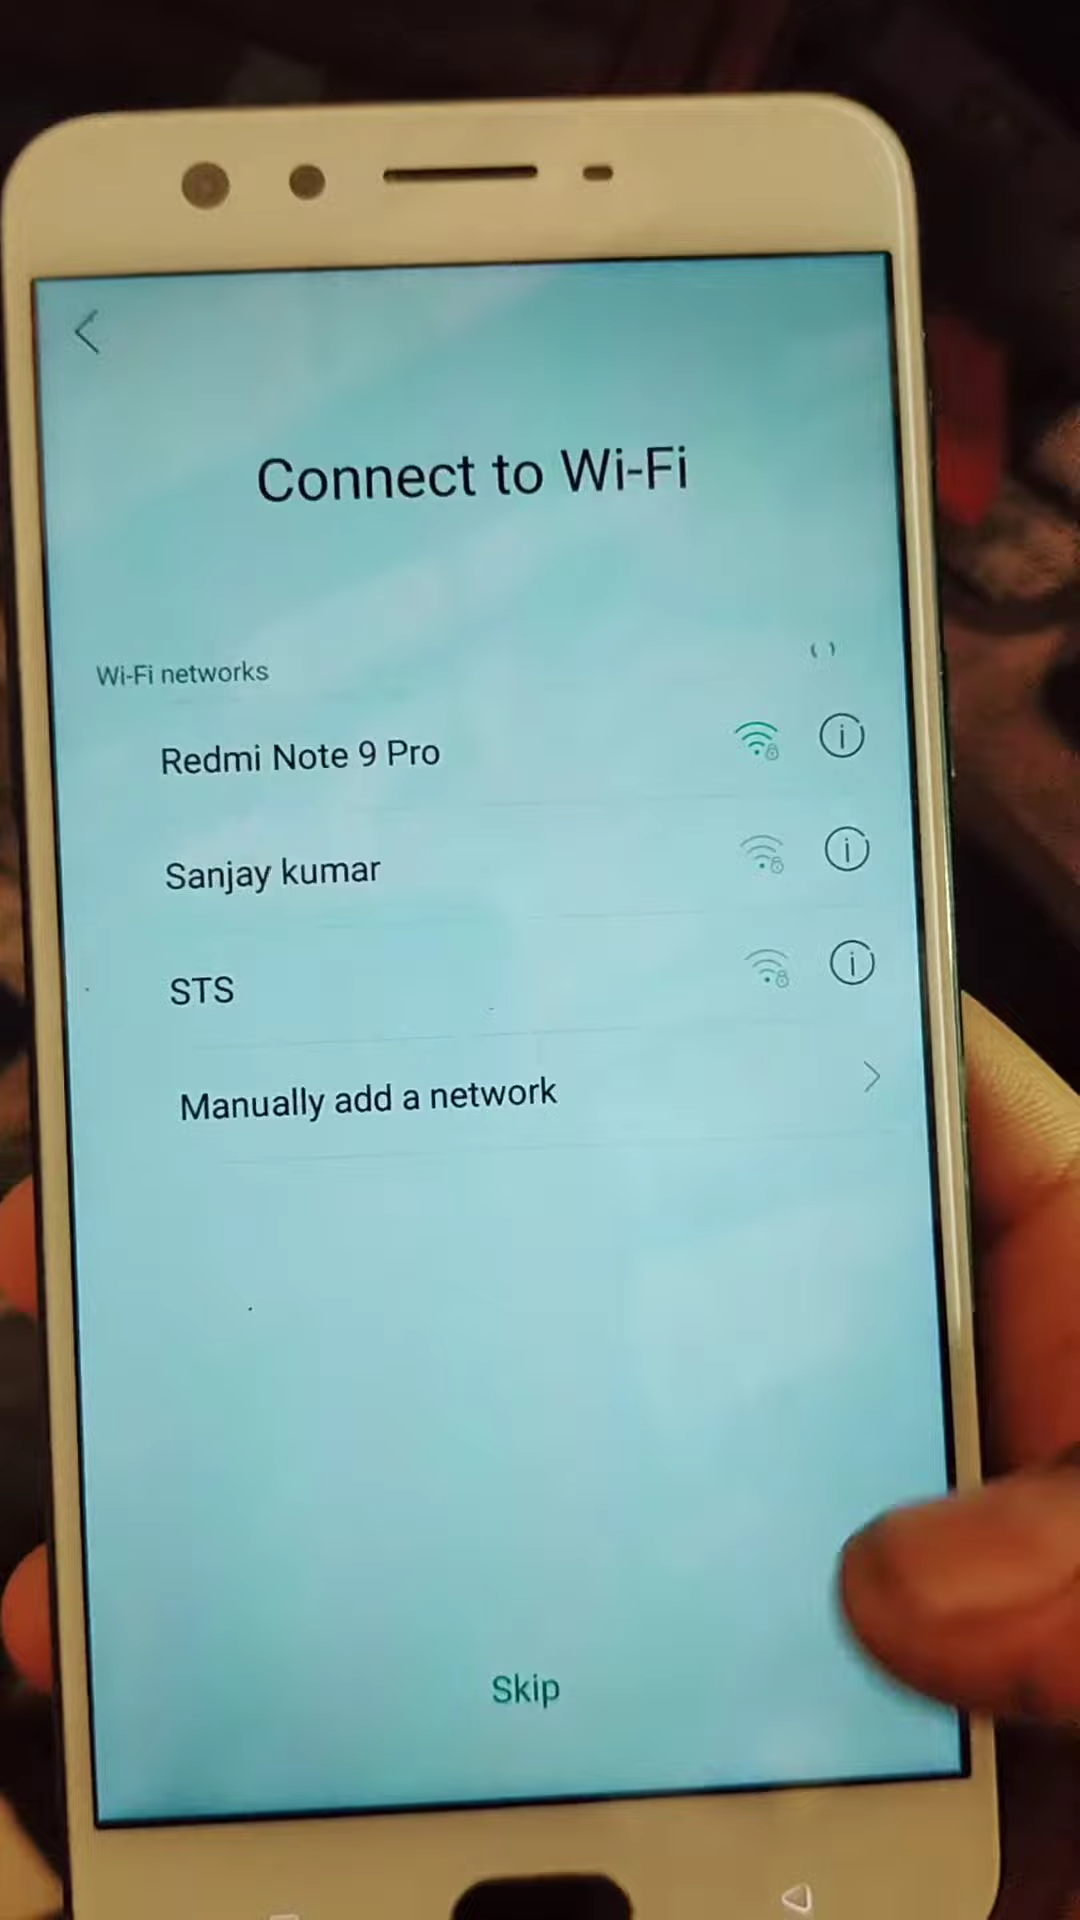 Connect to Wi-Fi
Wi-Fi networks
Redmi Note 9 Pro
Sanjay kumar
STS
Manually add a network
Skip